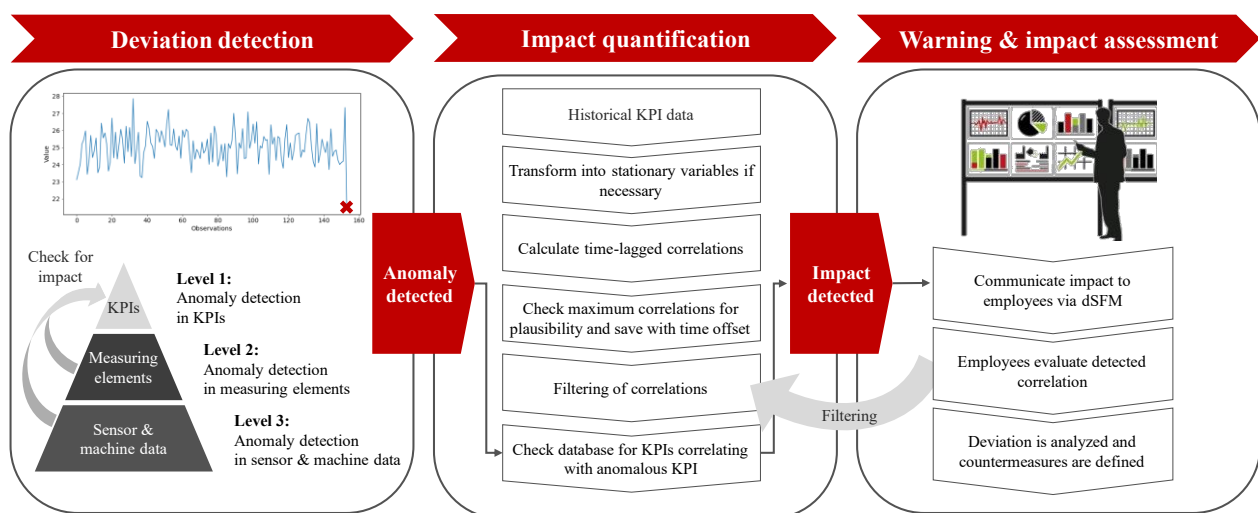 Deviation detection
Impact quantification
Warning & impact assessment
28
27
26
25
24
23
22
Value
0
20
40
60
80
100
120
140
160
Observations
Check for
impact
KPIs
Measuring
elements
Sensor &
machine data
Level 1:
Anomaly detection
in KPIs
Level 2:
Anomaly detection
in measuring elements
Level 3:
Anomaly detection
in sensor & machine data
Anomaly
detected
Historical KPI data
Transform into stationary variables if
necessary
Calculate time-lagged correlations
Check maximum correlations for
plausibility and save with time offset
Filtering of correlations
Check database for KPIs correlating
with anomalous KPI
Impact
detected
Communicate impact to
employees via dSFM
Employees evaluate detected
correlation
Filtering
Deviation is analyzed and
countermeasures are defined